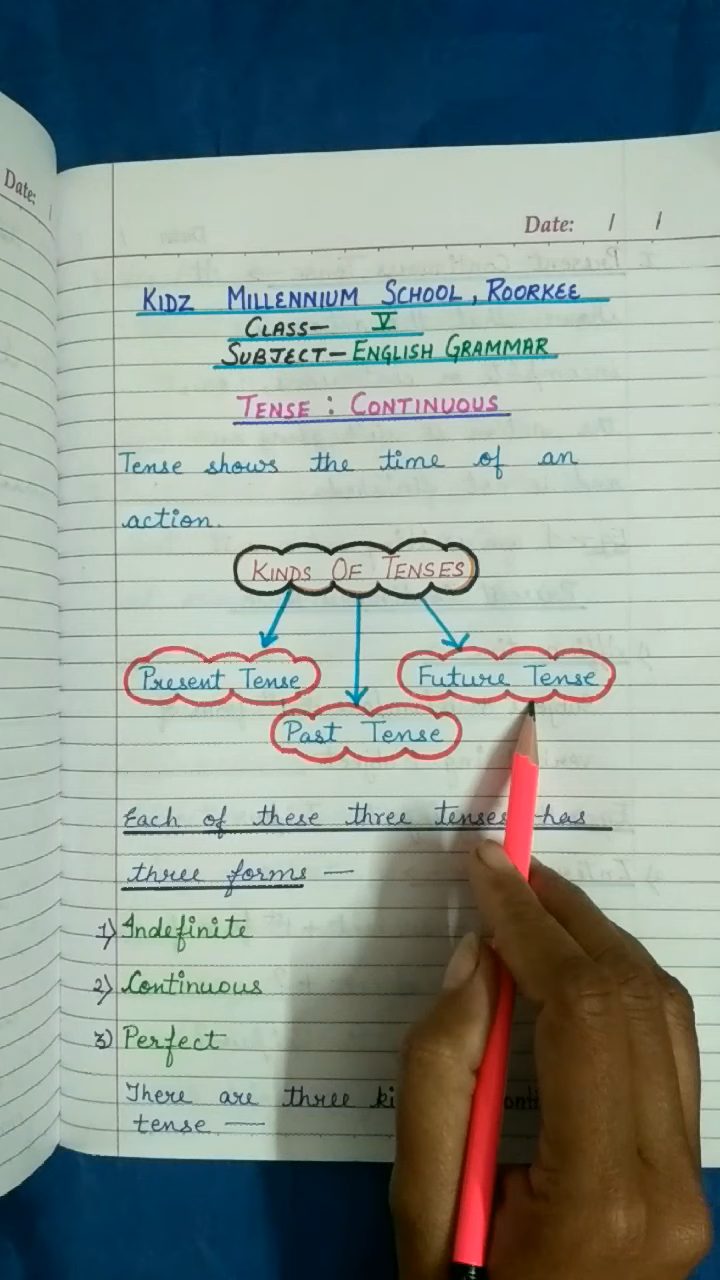 Date:
Date: / /
KIDZ MILLENNIUM SCHOOL, ROORKEE
CLASS- V
SUBJECT- ENGLISH GRAMMAR
TENSE : CONTINUOUS
Tense shows the time of an
action.
KINDS OF TENSES
Present Tense
Future Tense
Past Tense
Each of these three tenses has
three forms —
1) Indefinite
2) Continuous
3) Perfect
There are three
tense —